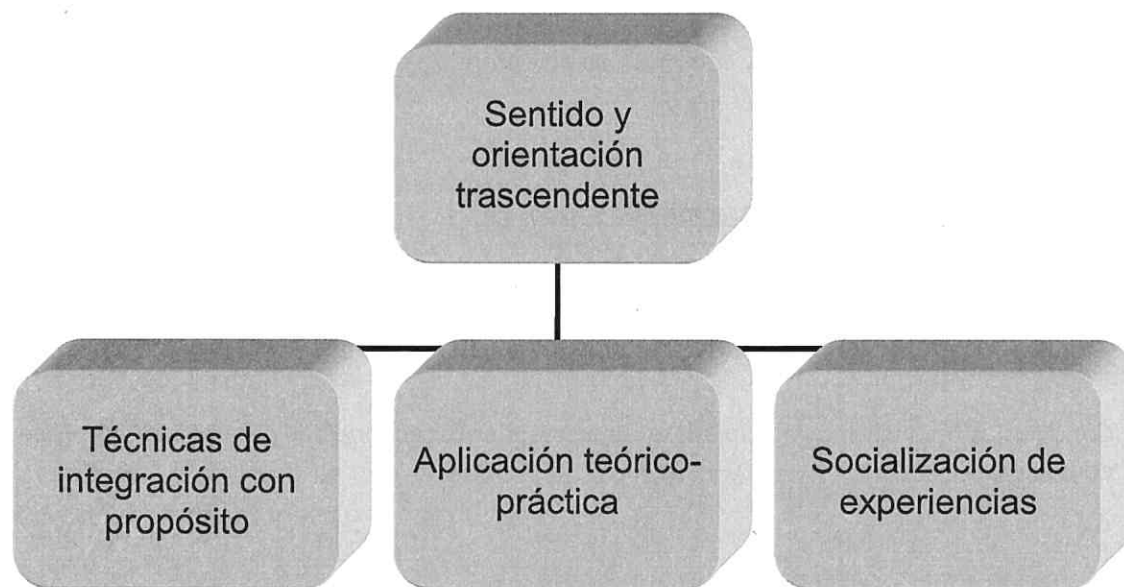 Sentido y
orientación
trascendente
Técnicas de
integración con
propósito
Aplicación teórico-
práctica
Socialización de
experiencias